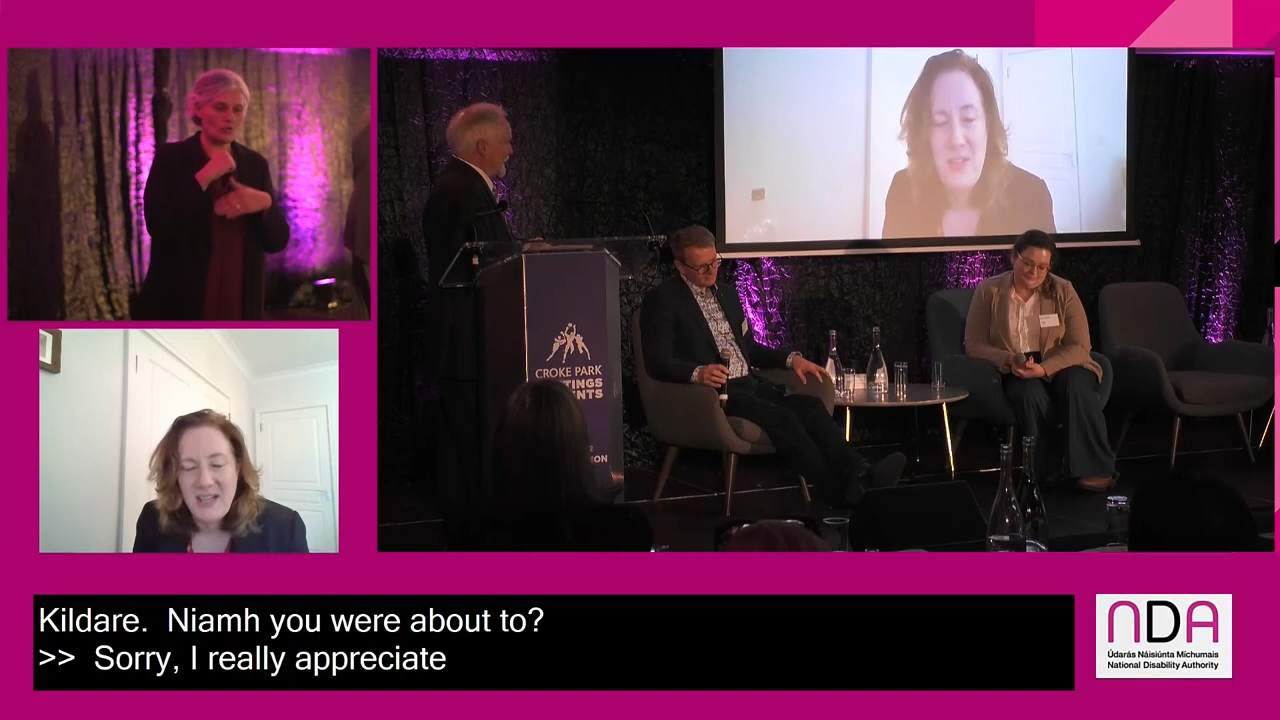 CROKE PARK
Kildare.  Niamh you were about to?
>>  Sorry, I really appreciate
NDA
Údarás Náisiúnta Míchumais
National Disability Authority